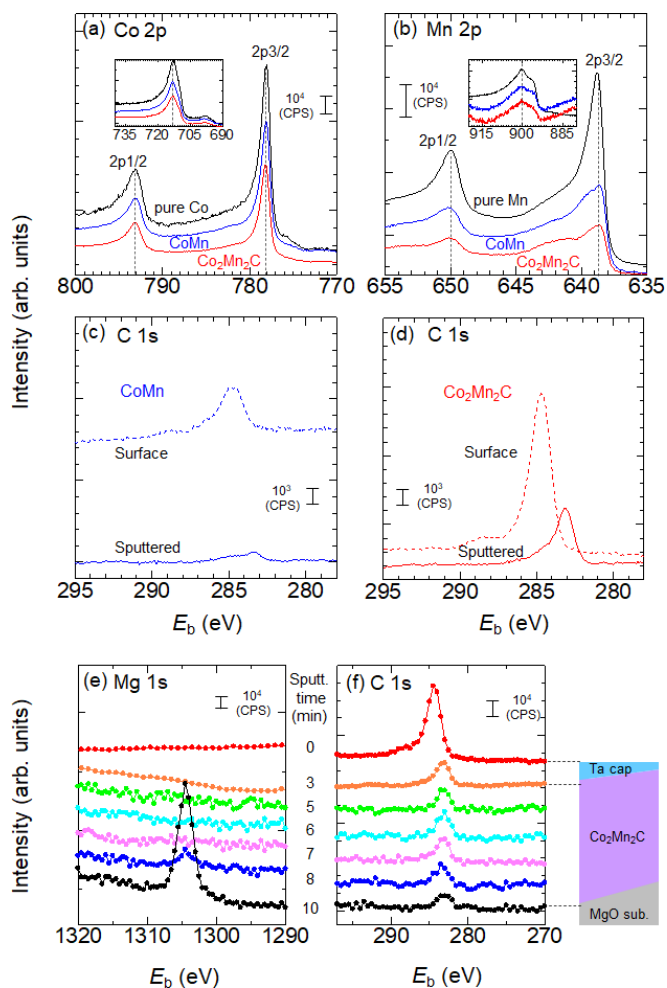 (a) Co 2p
2p3/2
10⁴
(CPS)
735 720 705 690
2p1/2
pure Co
CoMn
Co₂Mn₂C
800 790 780 770
(b) Mn 2p
2p3/2
10⁴
(CPS)
915 900 885
2p1/2
pure Mn
CoMn
Co₂Mn₂C
655 650 644 640 635
Intensity (arb. units)
(c) C 1s
CoMn
Surface
10³
(CPS)
Sputtered
295 290 285 280
E_b (eV)
(d) C 1s
Co₂Mn₂C
Surface
10³
(CPS)
Sputtered
295 290 285 280
E_b (eV)
Intensity (arb. units)
(e) Mg 1s
10⁴
(CPS)
1320 1310 1300 1290
E_b (eV)
Sputt.
time
(min)
0
3
5
6
7
8
10
(f) C 1s
10⁴
(CPS)
290 280 270
E_b (eV)
Ta cap
Co₂Mn₂C
MgO sub.